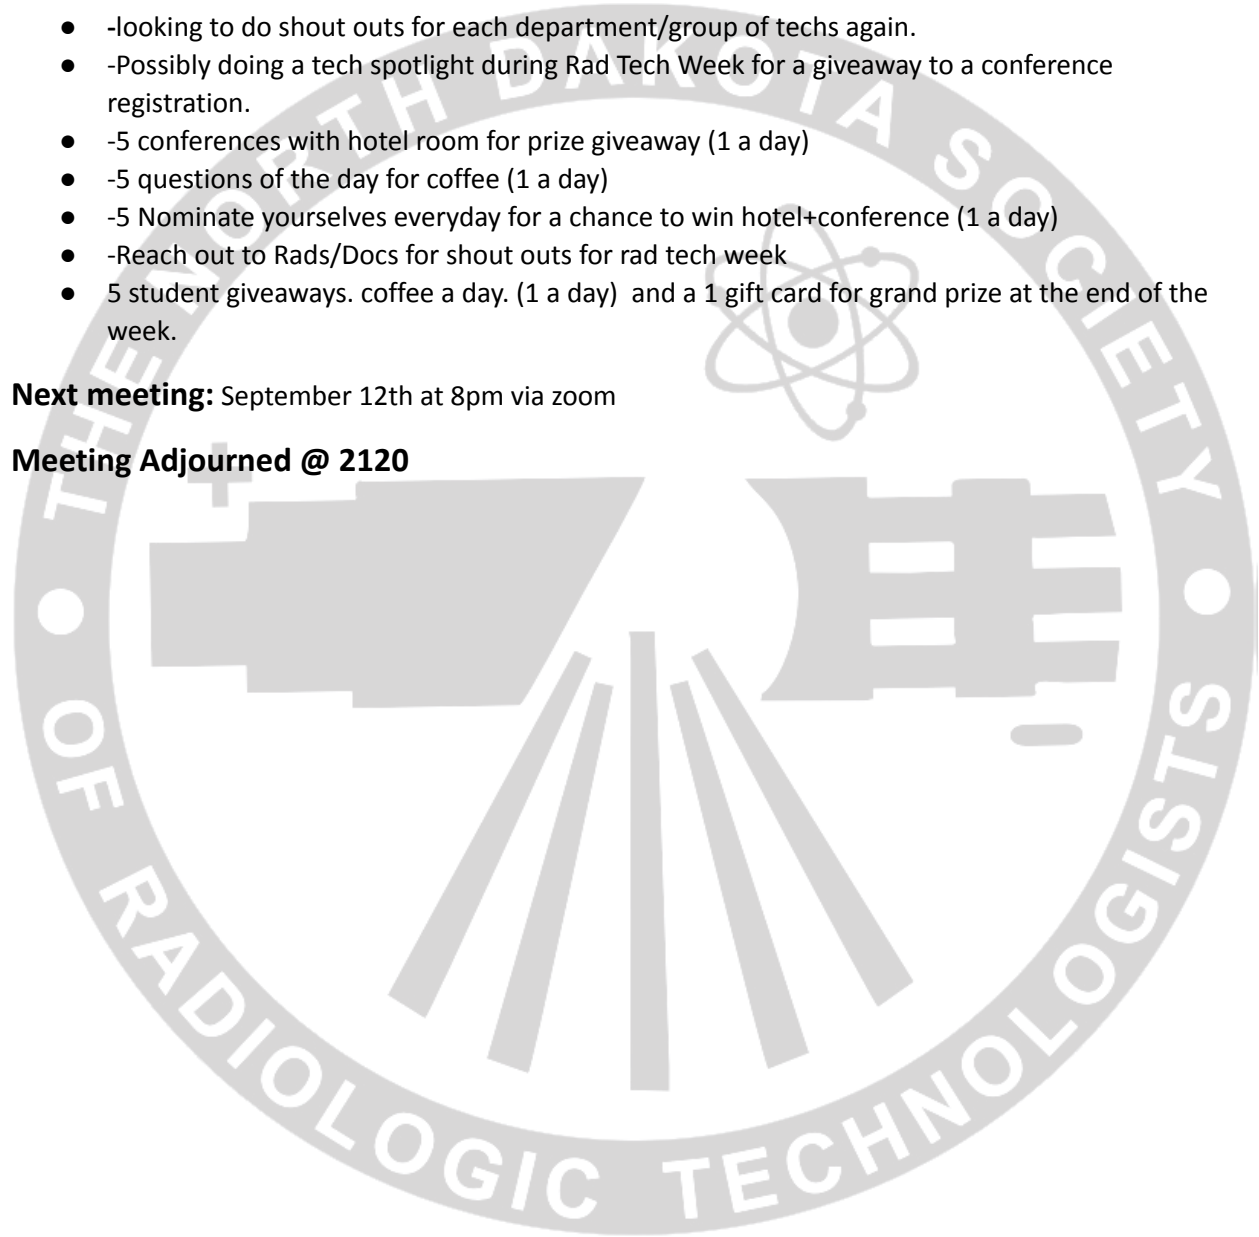 ● -looking to do shout outs for each department/group of techs again.
● -Possibly doing a tech spotlight during Rad Tech Week for a giveaway to a conference
registration.
● -5 conferences with hotel room for prize giveaway (1 a day)
● -5 questions of the day for coffee (1 a day)
● -5 Nominate yourselves everyday for a chance to win hotel+conference (1 a day)
● -Reach out to Rads/Docs for shout outs for rad tech week
● 5 student giveaways. coffee a day. (1 a day)  and a 1 gift card for grand prize at the end of the
week.
Next meeting: September 12th at 8pm via zoom
Meeting Adjourned @ 2120
THE NORTH DAKOTA SOCIETY
OF RADIOLOGIC TECHNOLOGISTS